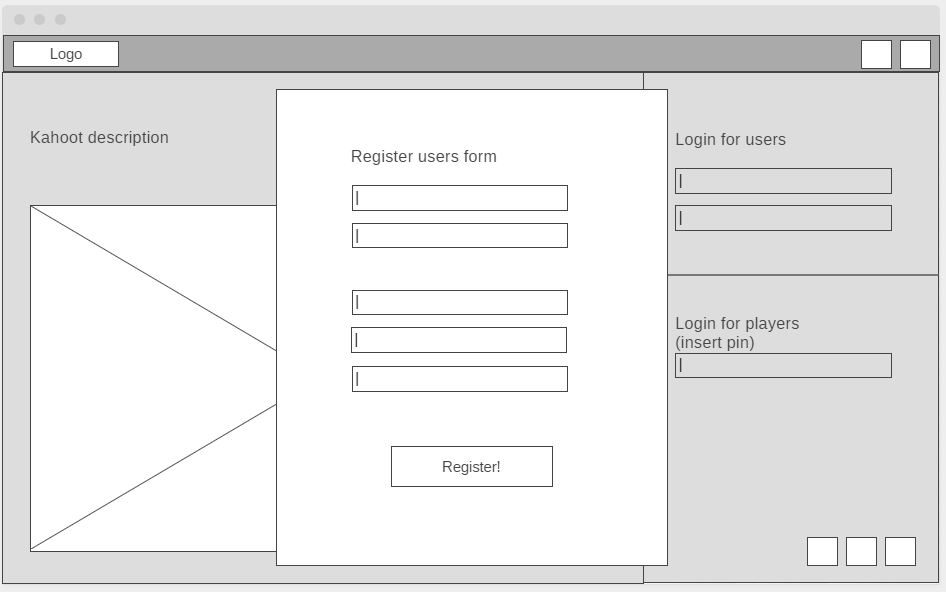 Logo
Kahoot description
Register users form
Register!
Login for users
Login for players
(insert pin)